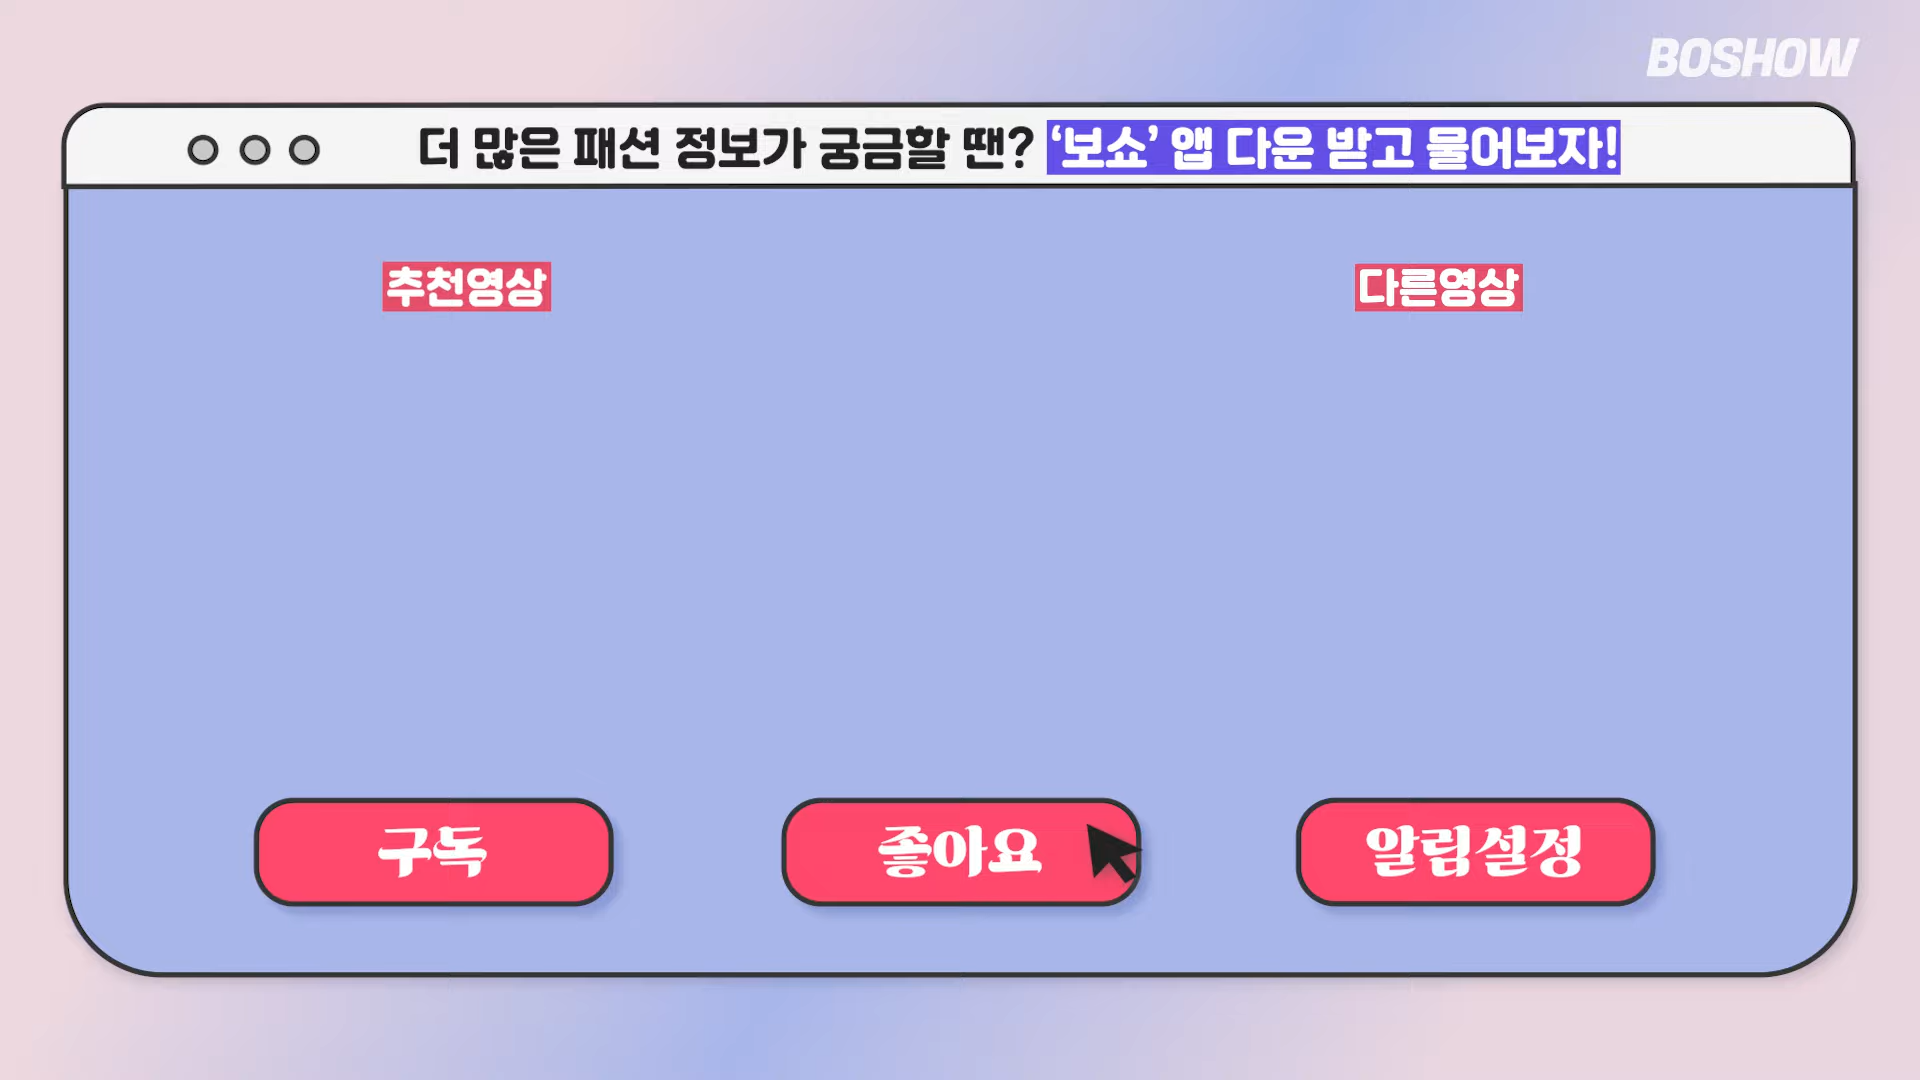 BOSHOW
더 많은 패션 정보가 궁금할 땐? ‘보쇼’ 앱 다운 받고 물어보자!
추천영상
다른영상
구독
좋아요
알림설정